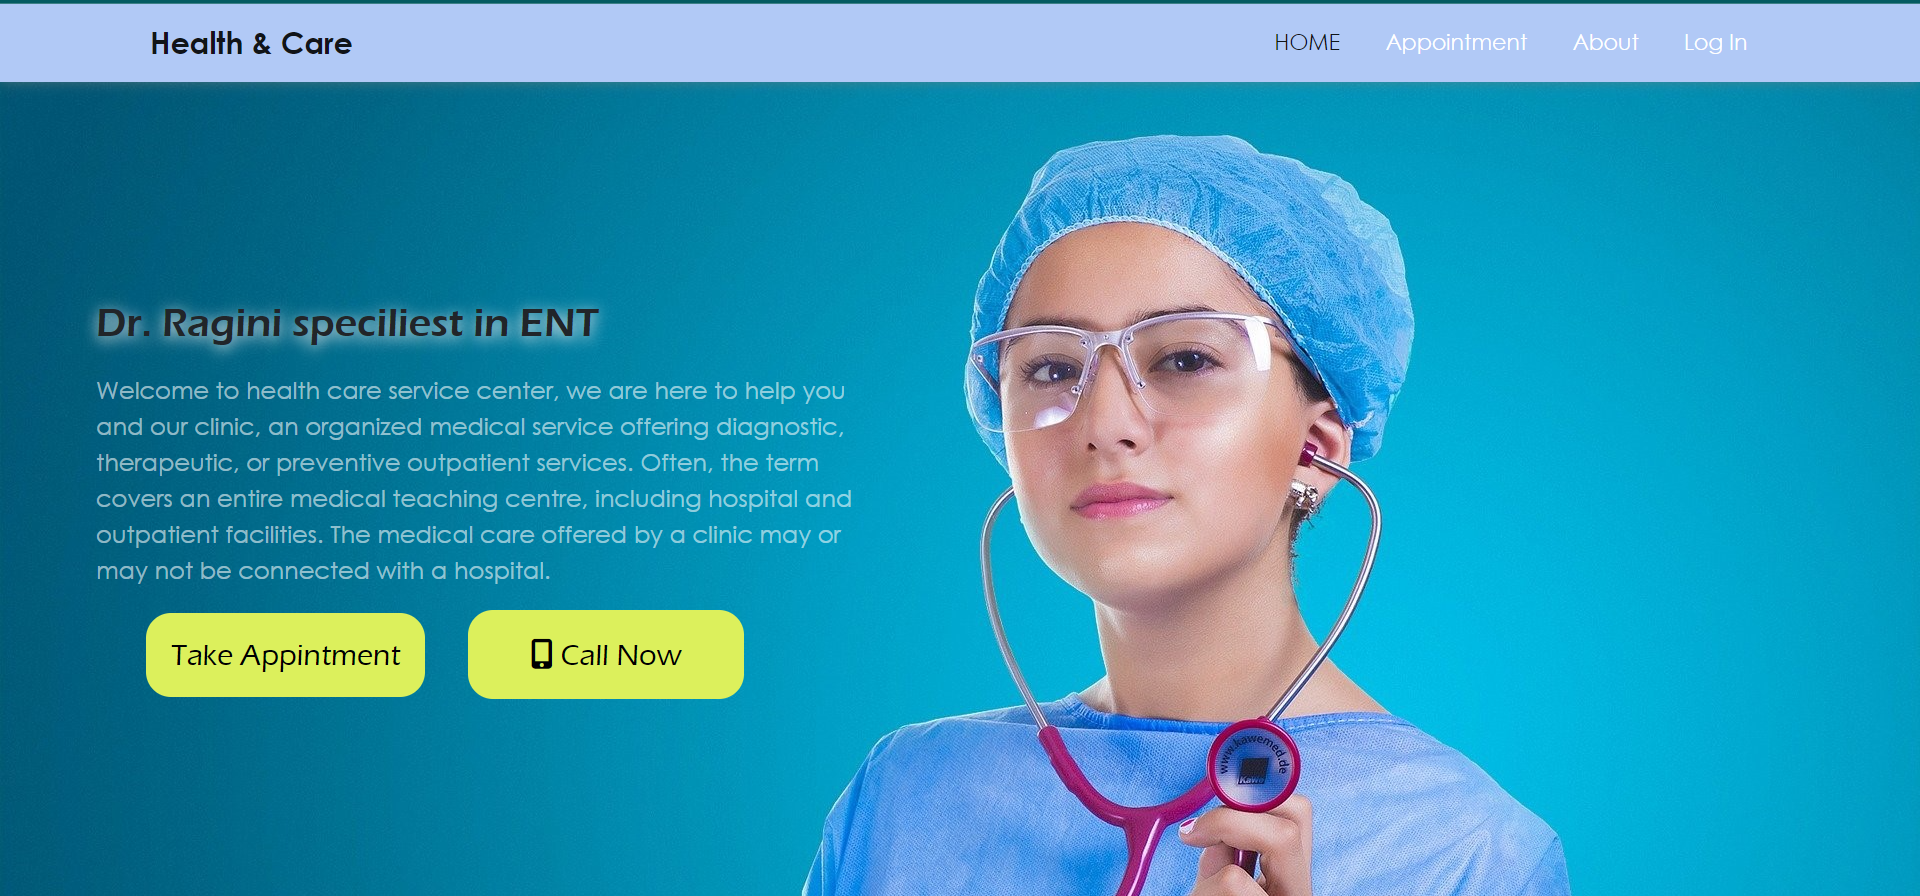 Health & Care
HOME Appointment About Log In
Dr. Ragini speciliest in ENT
Welcome to health care service center, we are here to help you
and our clinic, an organized medical service offering diagnostic,
therapeutic, or preventive outpatient services. Often, the term
covers an entire medical teaching centre, including hospital and
outpatient facilities. The medical care offered by a clinic may or
may not be connected with a hospital.
Take Appintment
Call Now
www.kawemed.de
KaWe